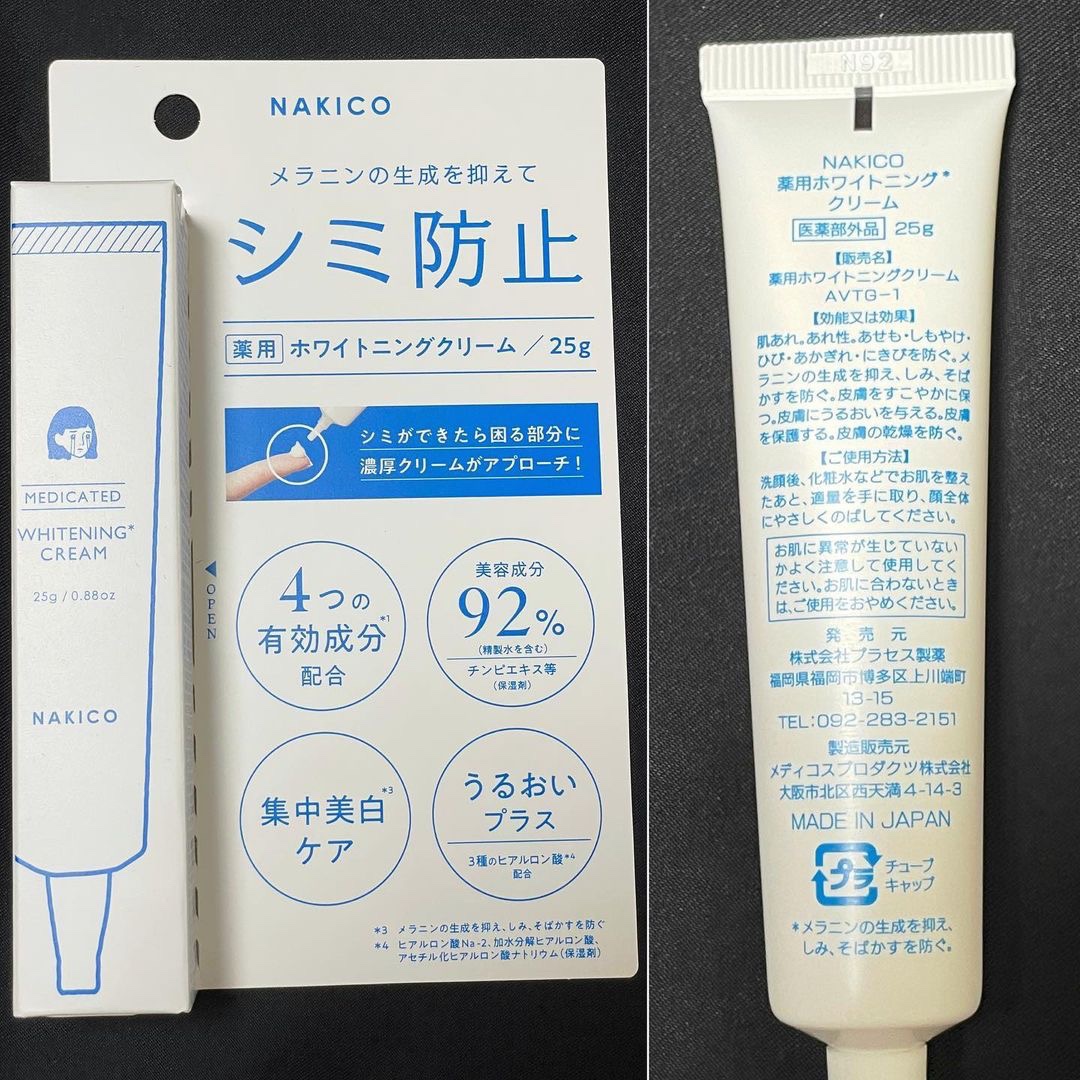 NAKICO
メラニンの生成を抑えて
シミ防止
薬用 ホワイトニングクリーム／25g
シミができたら困る部分に
濃厚クリームがアプローチ！
4つの
有効成分*1
配合
美容成分
92%
(精製水を含む)
チンピエキス等
(保湿剤)
集中美白*3
ケア
うるおい
プラス
3種のヒアルロン酸*4
配合
*3 メラニンの生成を抑え、しみ、そばかすを防ぐ
*4 ヒアルロン酸Na-2、加水分解ヒアルロン酸、
アセチル化ヒアルロン酸ナトリウム(保湿剤)
OPEN
MEDICATED
WHITENING*
CREAM
25g / 0.88oz
NAKICO
N92
NAKICO
薬用ホワイトニング*
クリーム
医薬部外品 25g
【販売名】
薬用ホワイトニングクリーム
AVTG-1
【効能又は効果】
肌あれ。あれ性。あせも・しもやけ・
ひび・あかぎれ・にきびを防ぐ。メ
ラニンの生成を抑え、しみ、そば
かすを防ぐ。皮膚をすこやかに保
つ。皮膚にうるおいを与える。皮膚
を保護する。皮膚の乾燥を防ぐ。
【ご使用方法】
洗顔後、化粧水などでお肌を整え
たあと、適量を手に取り、顔全体
にやさしくのばしてください。
お肌に異常が生じていない
かよく注意して使用してく
ださい。お肌に合わないとき
は、ご使用をおやめください。
発売元
株式会社プラセス製薬
福岡県福岡市博多区上川端町
13-15
TEL:092-283-2151
製造販売元
メディコスプロダクツ株式会社
大阪市北区西天満4-14-3
MADE IN JAPAN
プラ
チューブ
キャップ
*メラニンの生成を抑え、
しみ、そばかすを防ぐ。